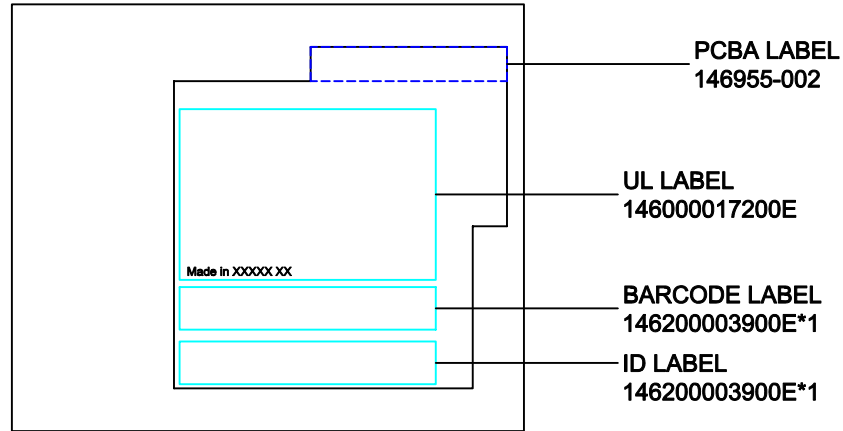 PCBA LABEL
146955-002
UL LABEL
146000017200E
Made in XXXXX XX
BARCODE LABEL
146200003900E*1
ID LABEL
146200003900E*1